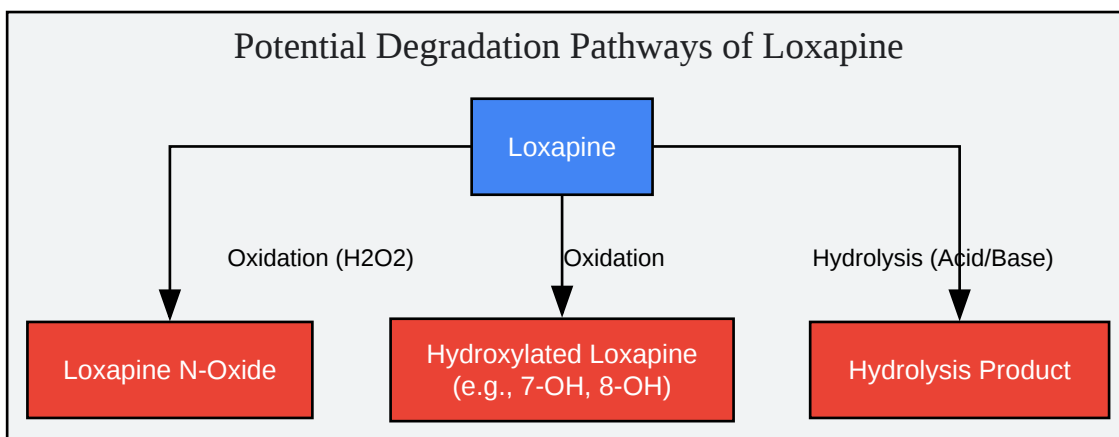 Potential Degradation Pathways of Loxapine
Loxapine
Oxidation (H2O2)
Oxidation
Hydrolysis (Acid/Base)
Loxapine N-Oxide
Hydroxylated Loxapine
(e.g., 7-OH, 8-OH)
Hydrolysis Product